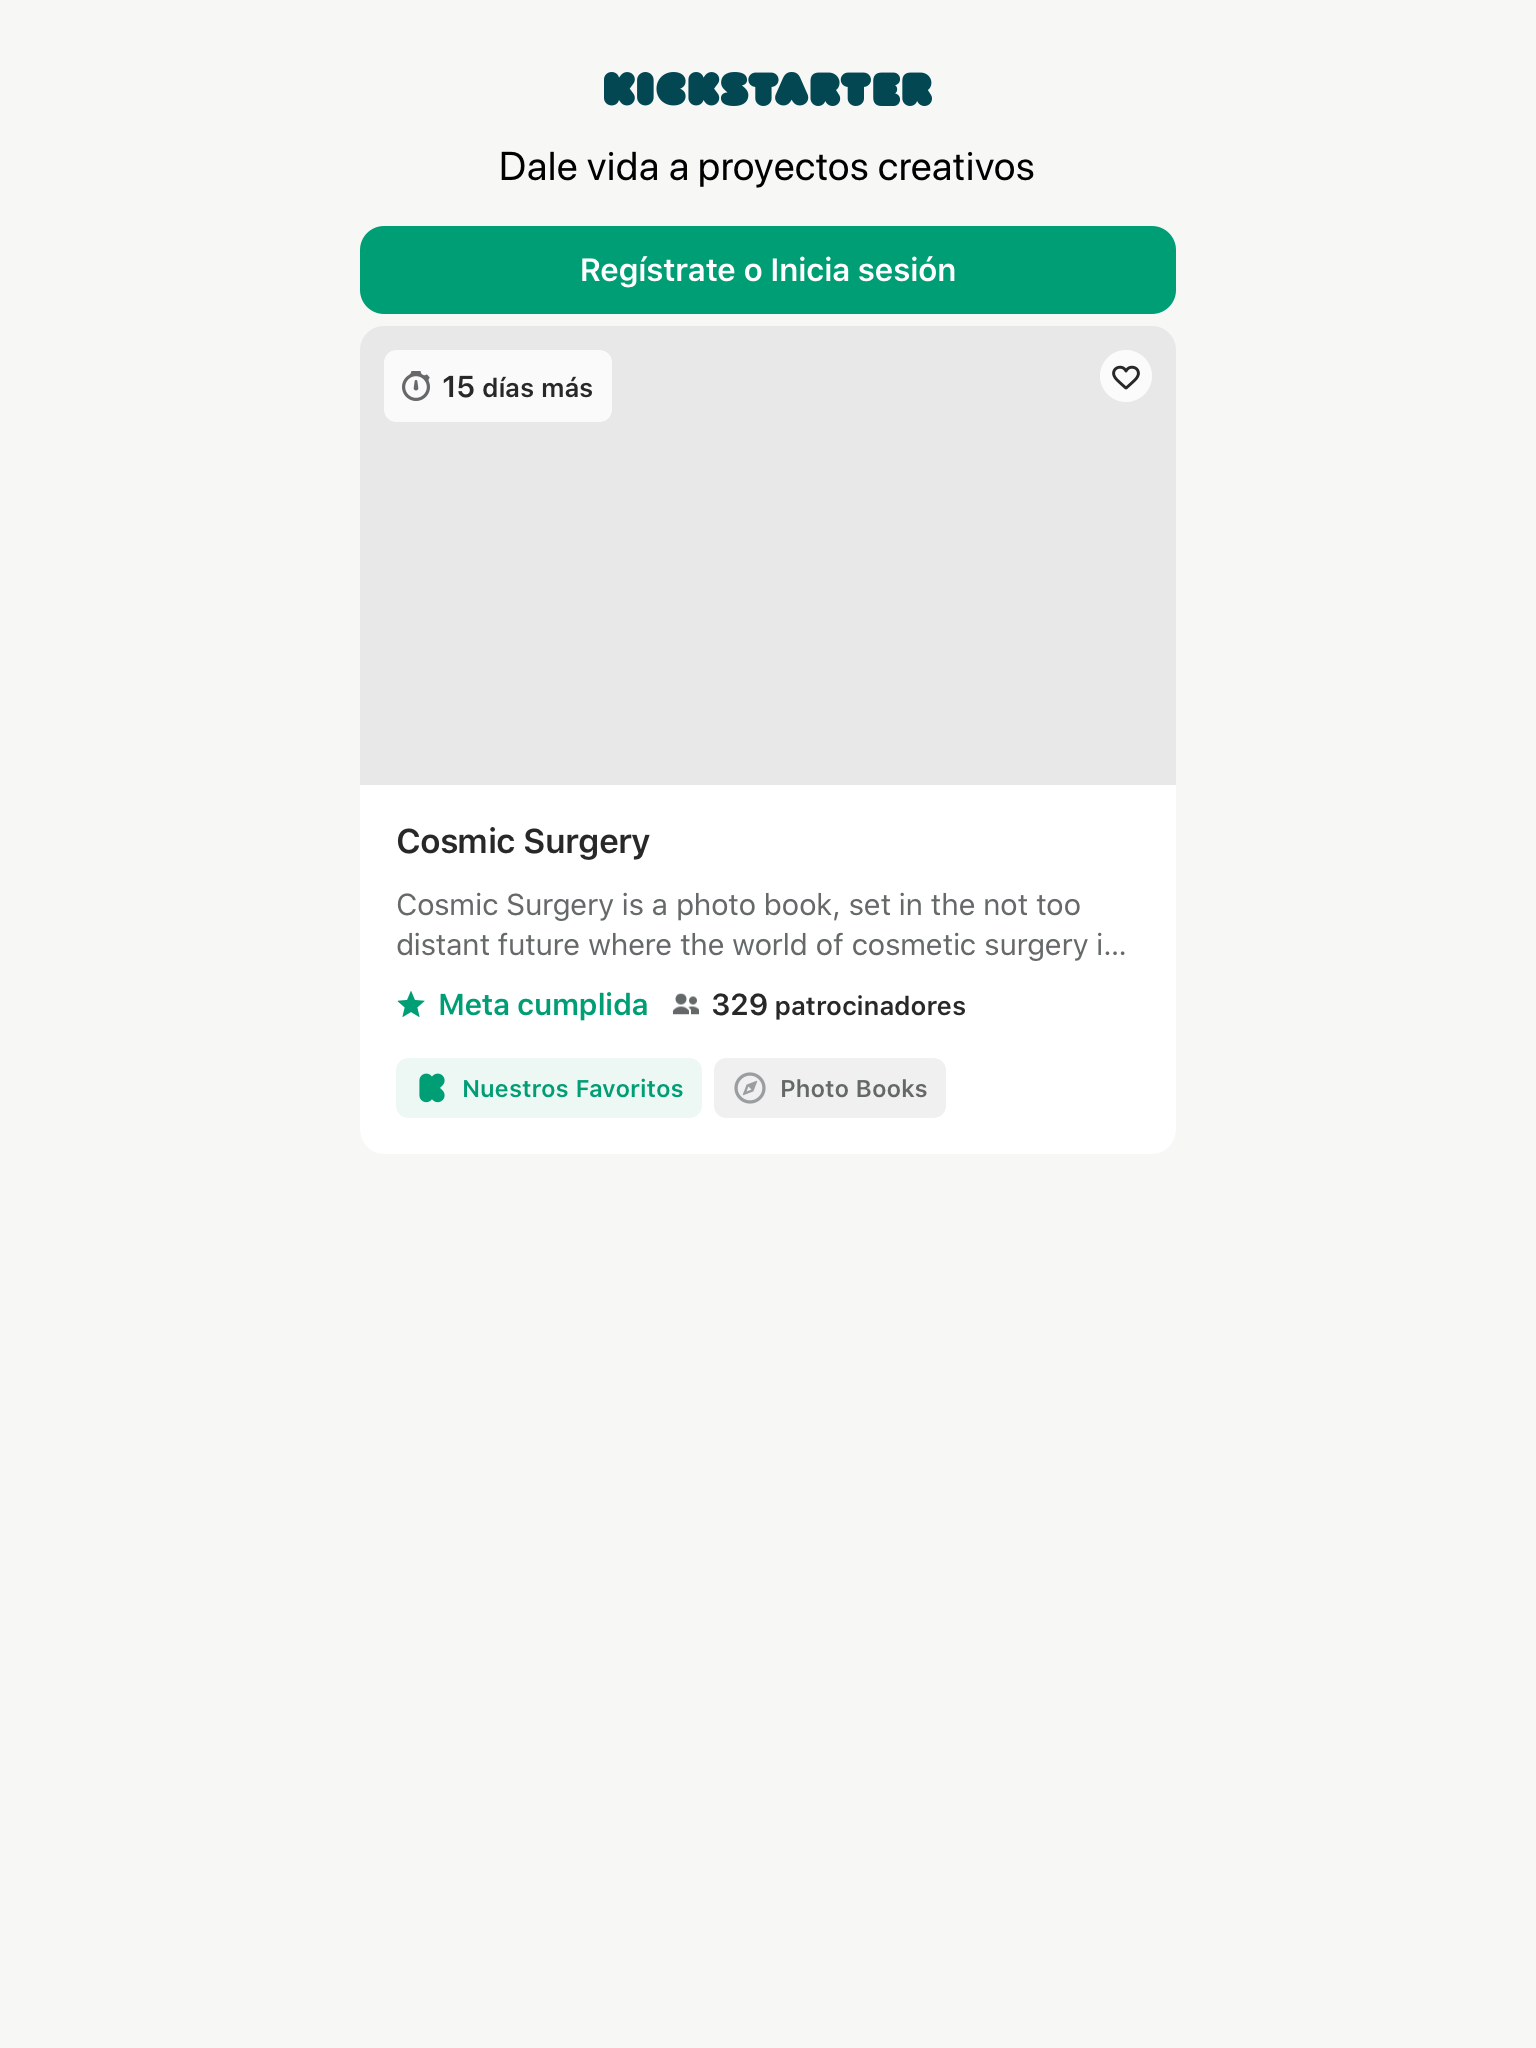 KICKSTARTER
Dale vida a proyectos creativos
Regístrate o Inicia sesión
15 días más
Cosmic Surgery
Cosmic Surgery is a photo book, set in the not too
distant future where the world of cosmetic surgery i...
Meta cumplida 329 patrocinadores
Nuestros Favoritos Photo Books